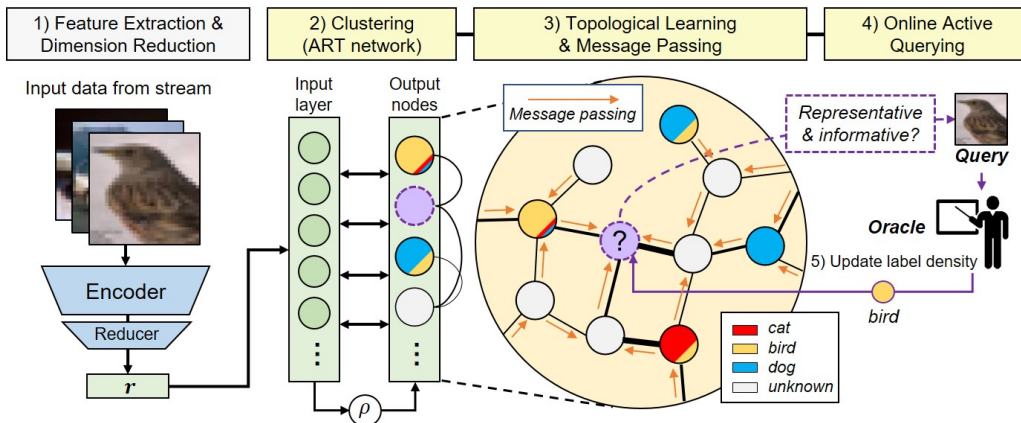 1) Feature Extraction &
Dimension Reduction
2) Clustering
(ART network)
3) Topological Learning
& Message Passing
4) Online Active
Querying
Input data from stream
Input
layer
Output
nodes
Message passing
Representative
& informative?
Query
Oracle
5) Update label density
bird
?
Encoder
Reducer
r
ρ
cat
bird
dog
unknown